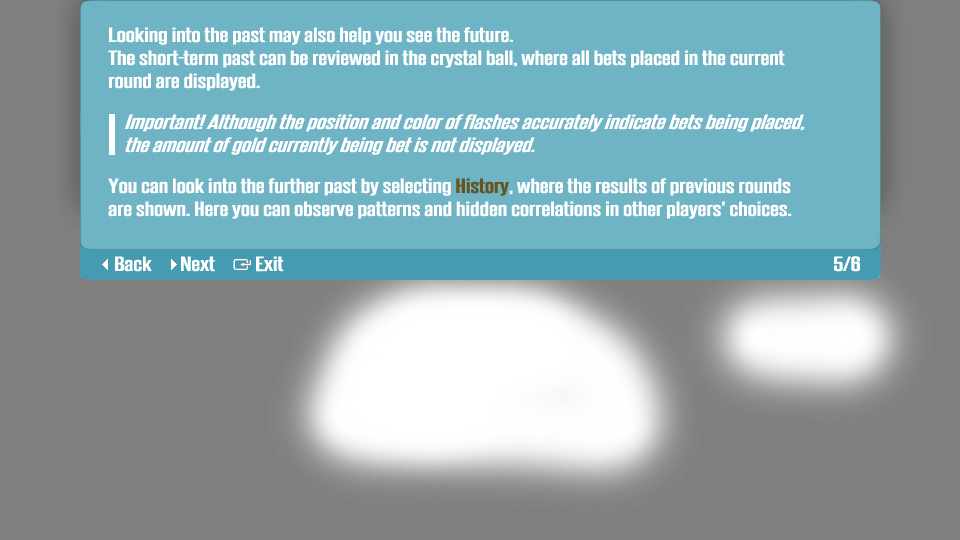 Looking into the past may also help you see the future.
The short-term past can be reviewed in the crystal ball, where all bets placed in the current
round are displayed.
Important! Although the position and color of flashes accurately indicate bets being placed,
the amount of gold currently being bet is not displayed.
You can look into the further past by selecting History, where the results of previous rounds
are shown. Here you can observe patterns and hidden correlations in other players' choices.
Back Next Exit 5/6